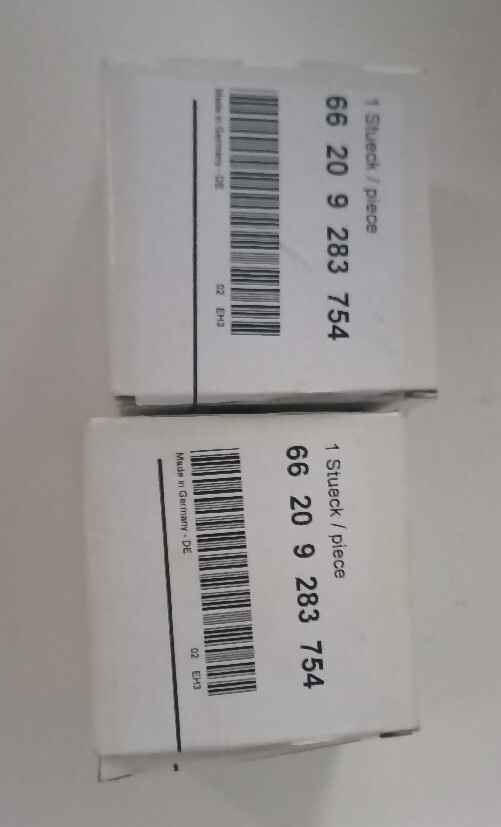 1 Stueck / piece
66 20 9 283 754
Made in Germany - DE
02 EH3
1 Stueck / piece
66 20 9 283 754
Made in Germany - DE
02 EH3